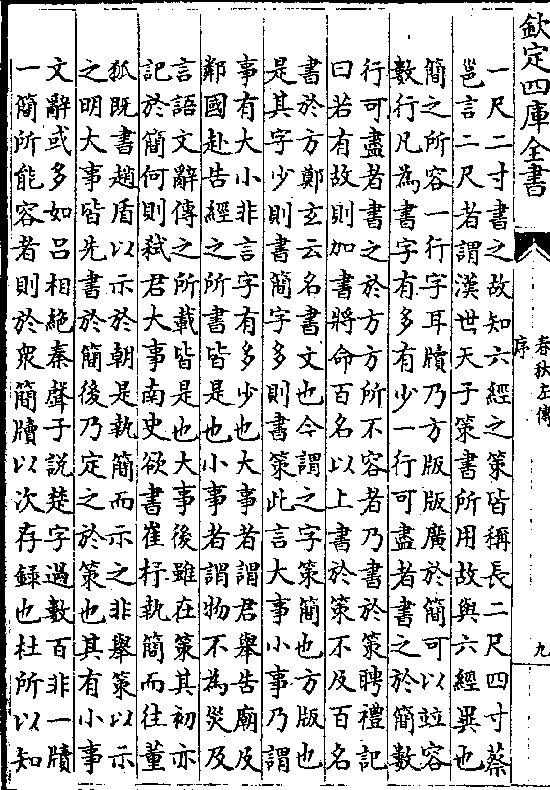 欽定四庫全書
春秋左傳
序
九
一尺二寸書之故知六經之策皆稱長二尺四寸蔡
邕言二尺者謂漢世天子策書所用故與六經異也
簡之所容一行字耳牘乃方版版廣於簡可以竝容
數行凡為書字有多有少一行可盡者書之於簡數
行可盡者書之於方方所不容者乃書於策聘禮記
曰若有故則加書將命百名以上書於策不及百名
書於方鄭玄云名書文也今謂之字策簡也方版也
是其字少則書簡字多則書策此言大事小事乃謂
事有大小非言字有多少也大事者謂君舉告廟及
鄰國赴告經之所書皆是也小事者謂物不為災及
言語文辭傳之所載皆是也大事後雖在策其初亦
記於簡何則弒君大事南史欲書崔杼執簡而往董
狐既書趙盾以示於朝是執簡而示之非舉策以示
之明大事皆先書於簡後乃定之於策也其有小事
文辭或多如呂相絶秦聲子說楚字過數百非一牘
一簡所能容者則於衆簡牘以次存録也杜所以知